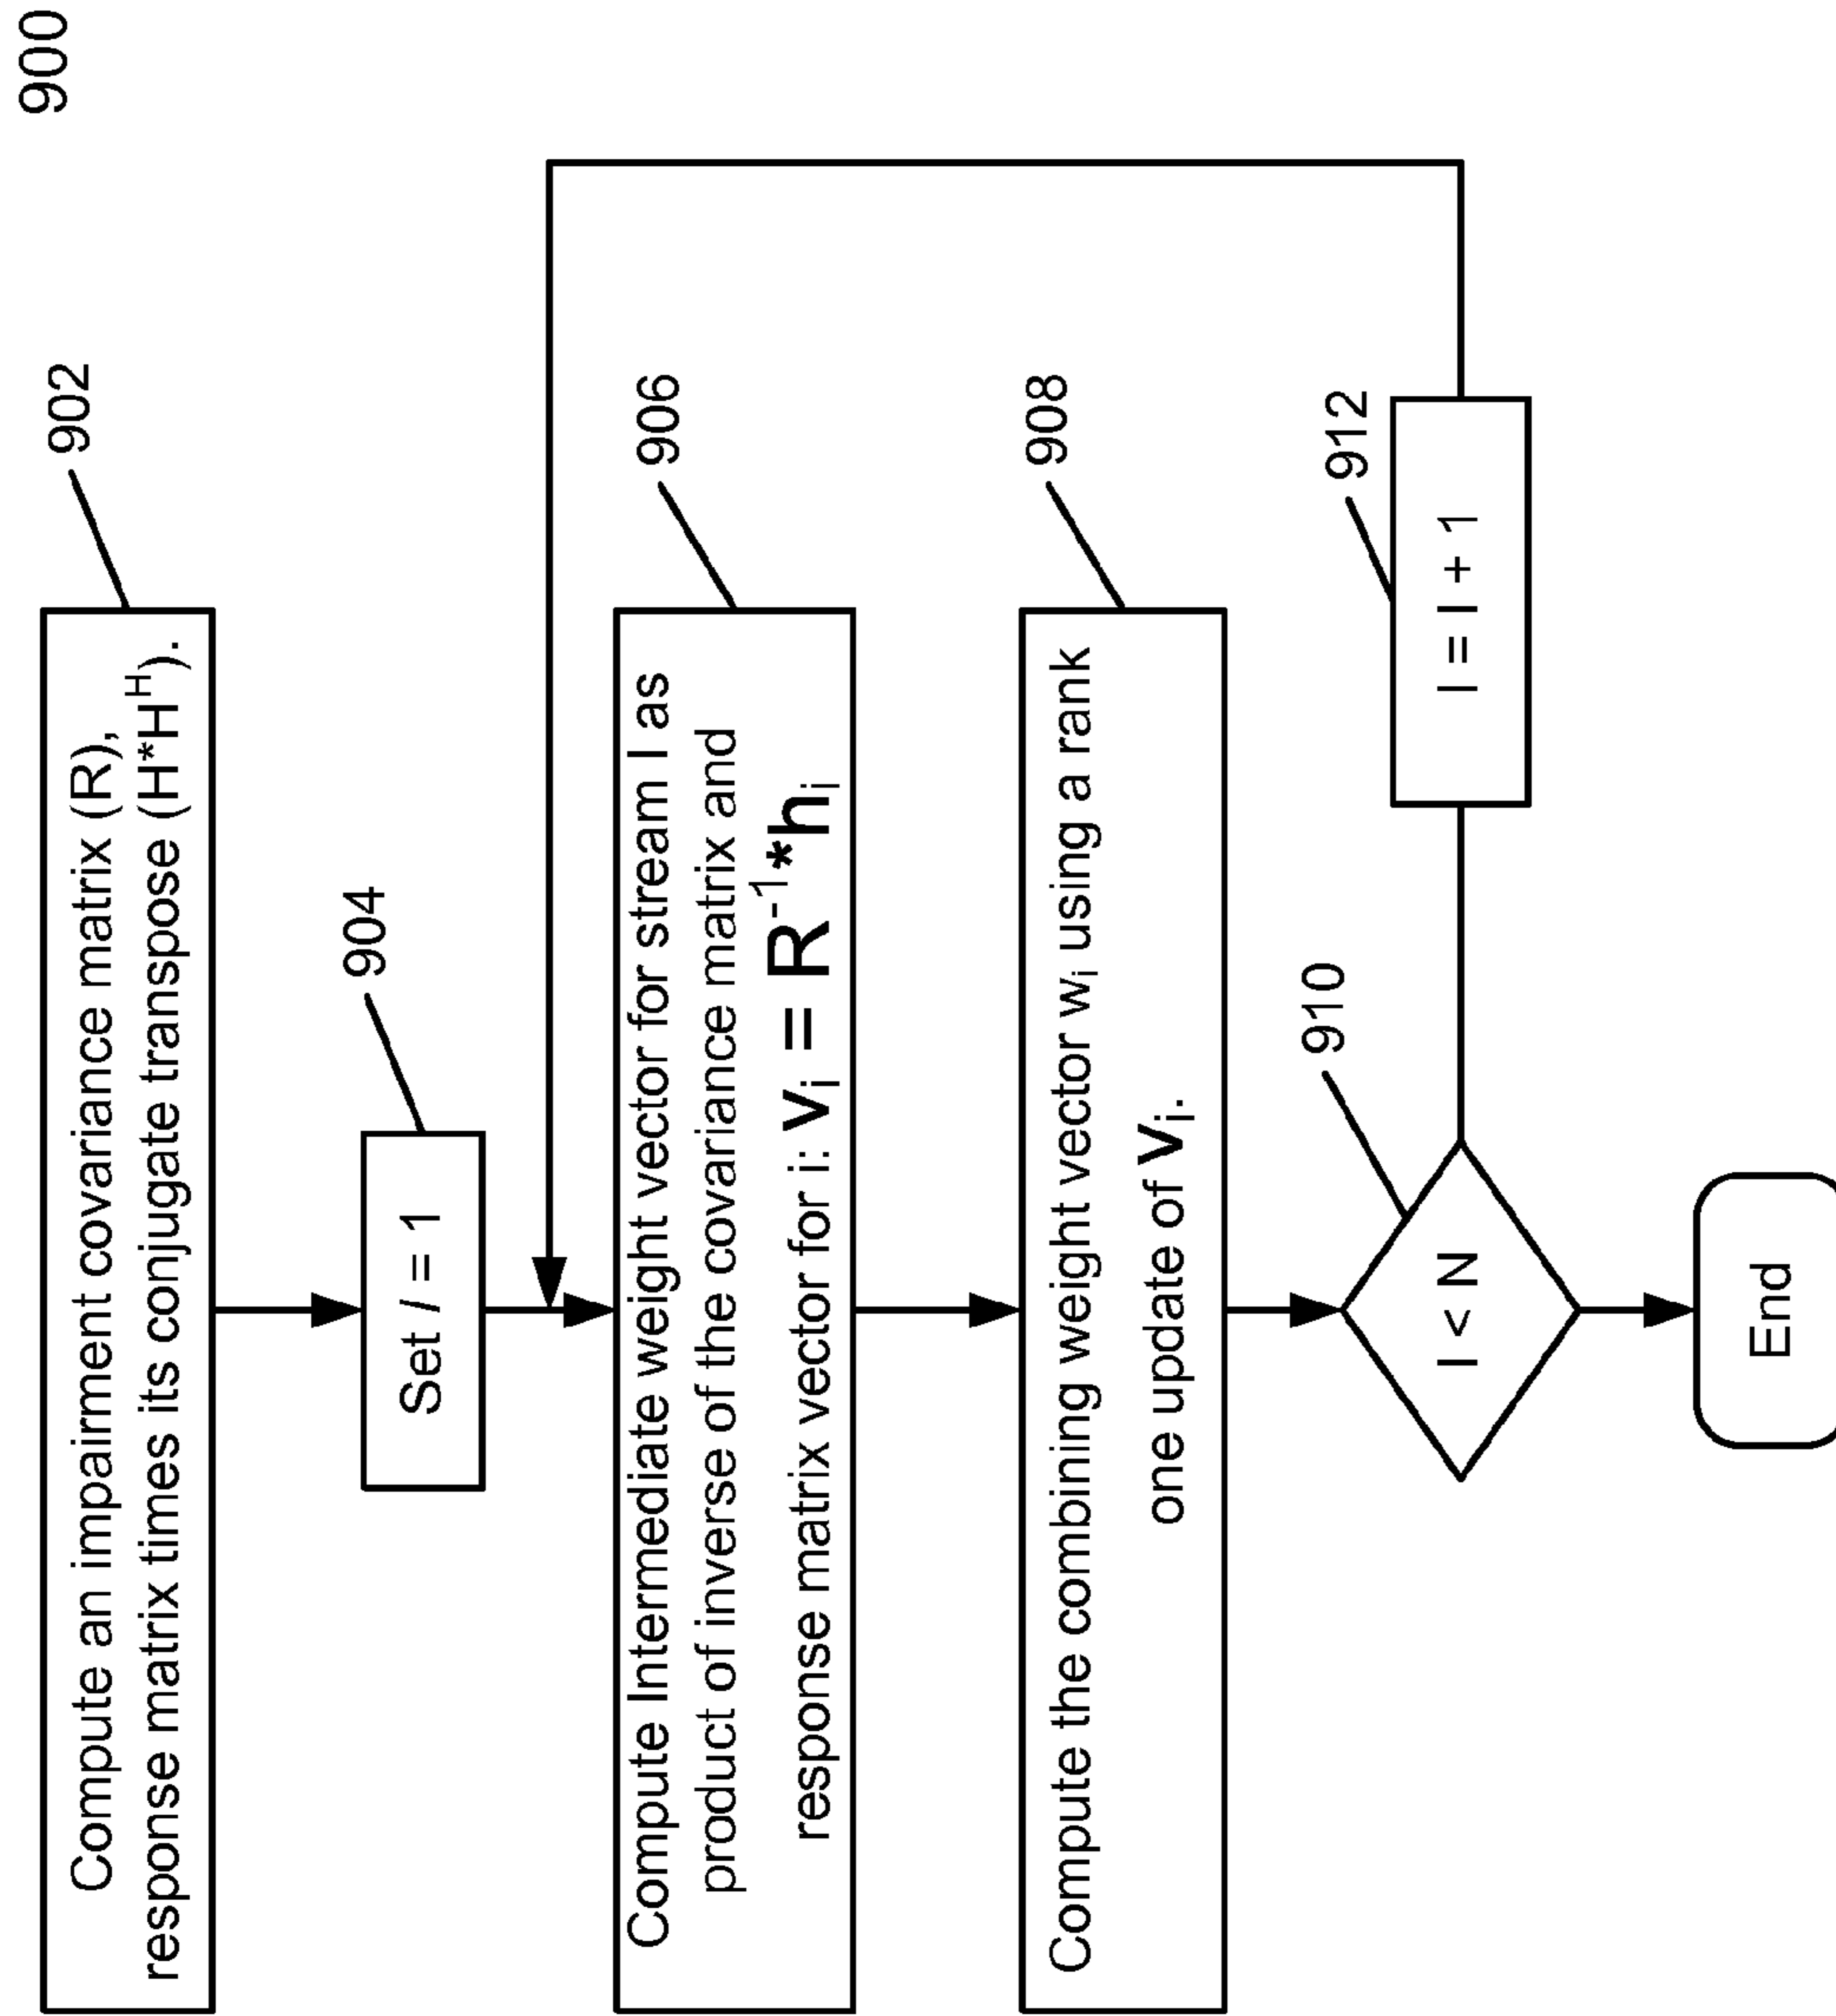 900
902
Compute an impairment covariance matrix (R),
response matrix times its conjugate transpose (H*H^H).
904
Set I = 1
906
Compute Intermediate weight vector for stream I as
product of inverse of the covariance matrix and
response matrix vector for i: v_i = R^-1*h_i
908
Compute the combining weight vector w_i using a rank
one update of v_i.
910
I < N
912
I = I + 1
End